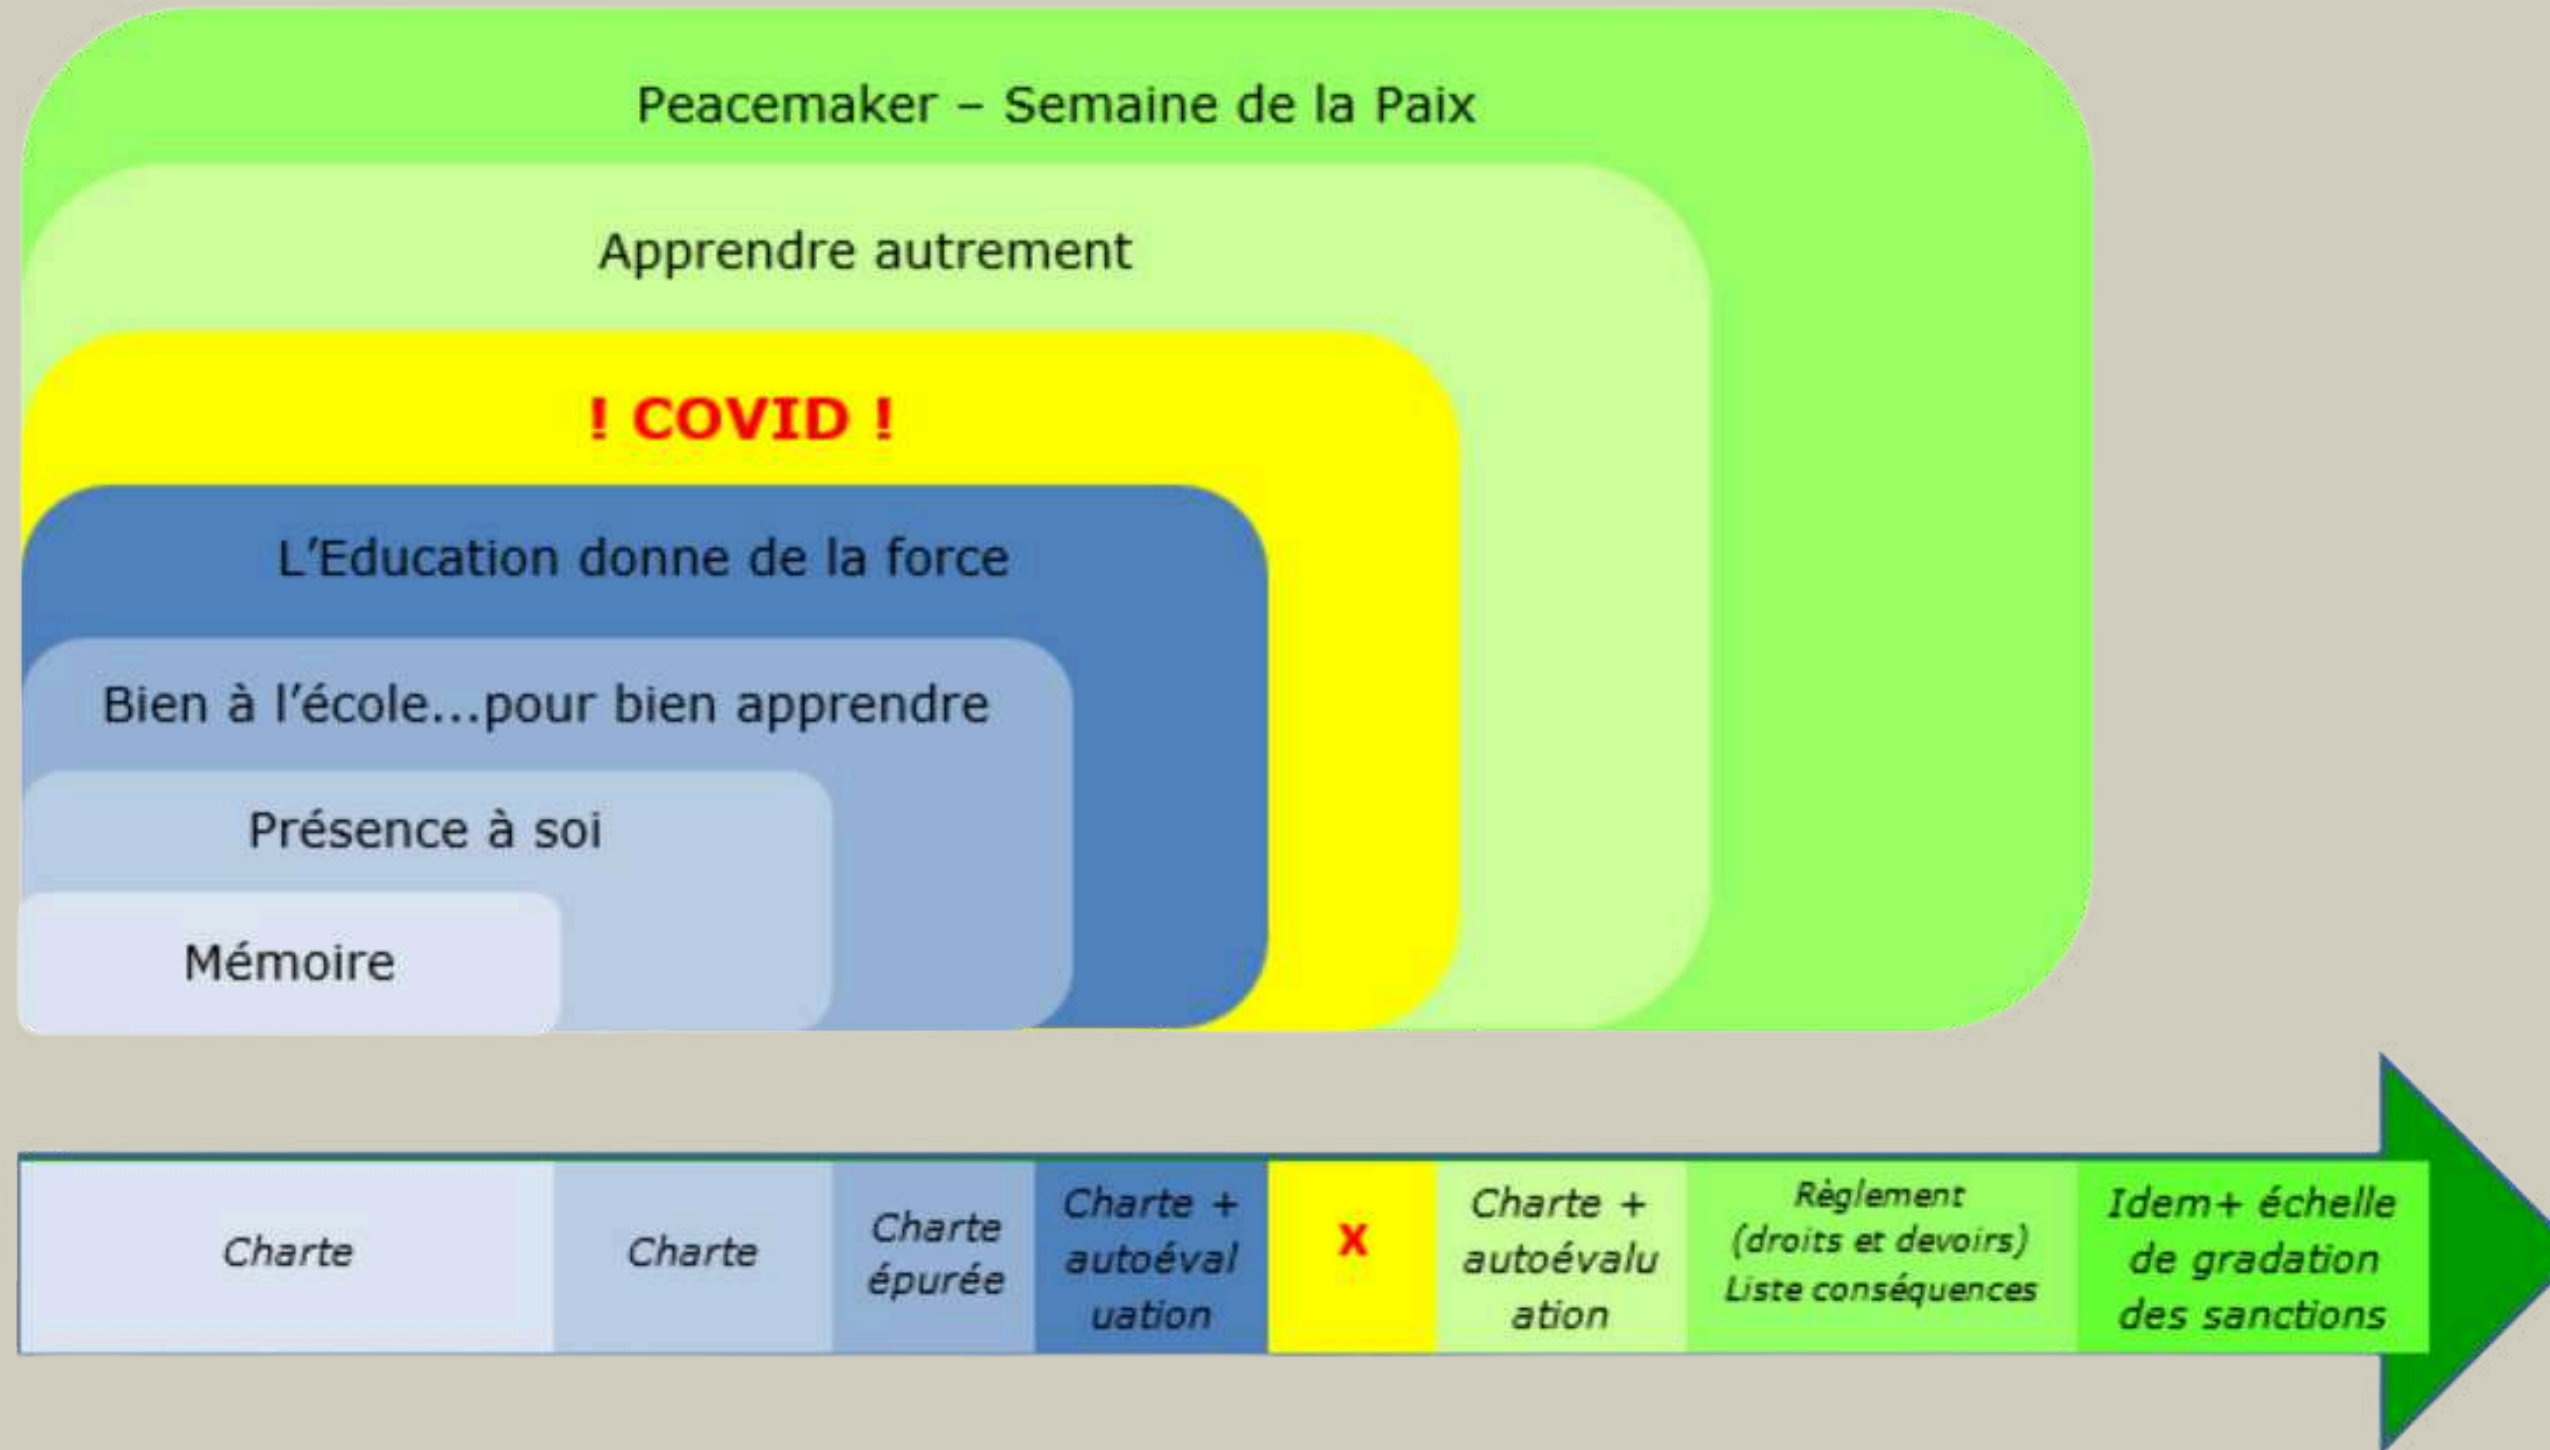 Peacemaker – Semaine de la Paix
Apprendre autrement
! COVID !
L’Education donne de la force
Bien à l’école...pour bien apprendre
Présence à soi
Mémoire
Charte
Charte
Charte
épurée
Charte +
autoéval
uation
X
Charte +
autoévalu
ation
Règlement
(droits et devoirs)
Liste conséquences
Idem+ échelle
de gradation
des sanctions